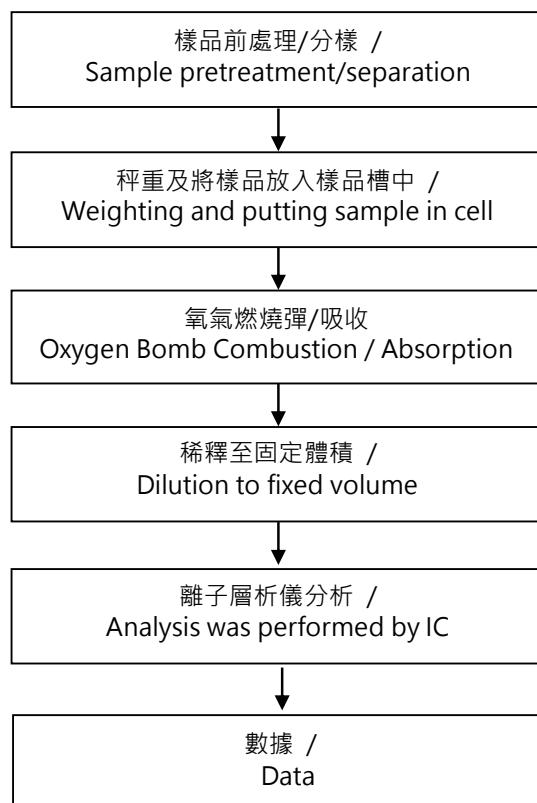 樣品前處理/分樣 /
Sample pretreatment/separation
秤重及將樣品放入樣品槽中 /
Weighting and putting sample in cell
氧氣燃燒彈/吸收
Oxygen Bomb Combustion / Absorption
稀釋至固定體積 /
Dilution to fixed volume
離子層析儀分析 /
Analysis was performed by IC
數據 /
Data